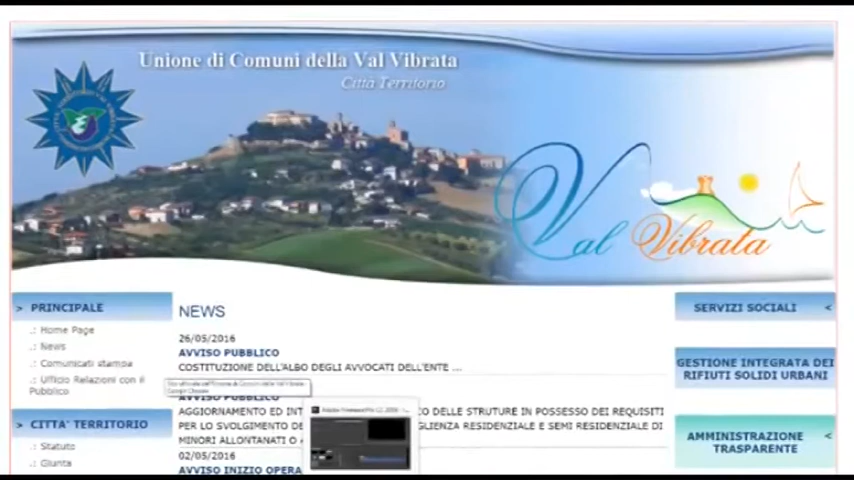 Unione di Comuni della Val Vibrata
Città Territorio
Val Vibrata
> PRINCIPALE
.: Home Page
.: News
.: Comunicati stampa
.: Ufficio Relazioni con il
Pubblico
> CITTA' TERRITORIO
.: Statuto
.: Giunta
NEWS
26/05/2016
AVVISO PUBBLICO
COSTITUZIONE DELL'ALBO DEGLI AVVOCATI DELL'ENTE ...
AVVISO PUBBLICO
AGGIORNAMENTO ED INT CO DELLE STRUTURE IN POSSESSO DEI REQUISITI
PER LO SVOLGIMENTO DE GLIENZA RESIDENZIALE E SEMI RESIDENZIALE DI
MINORI ALLONTANATI O
02/05/2016
AVVISO INIZIO OPERA
SERVIZI SOCIALI <
GESTIONE INTEGRATA DEI
RIFIUTI SOLIDI URBANI
AMMINISTRAZIONE <
TRASPARENTE